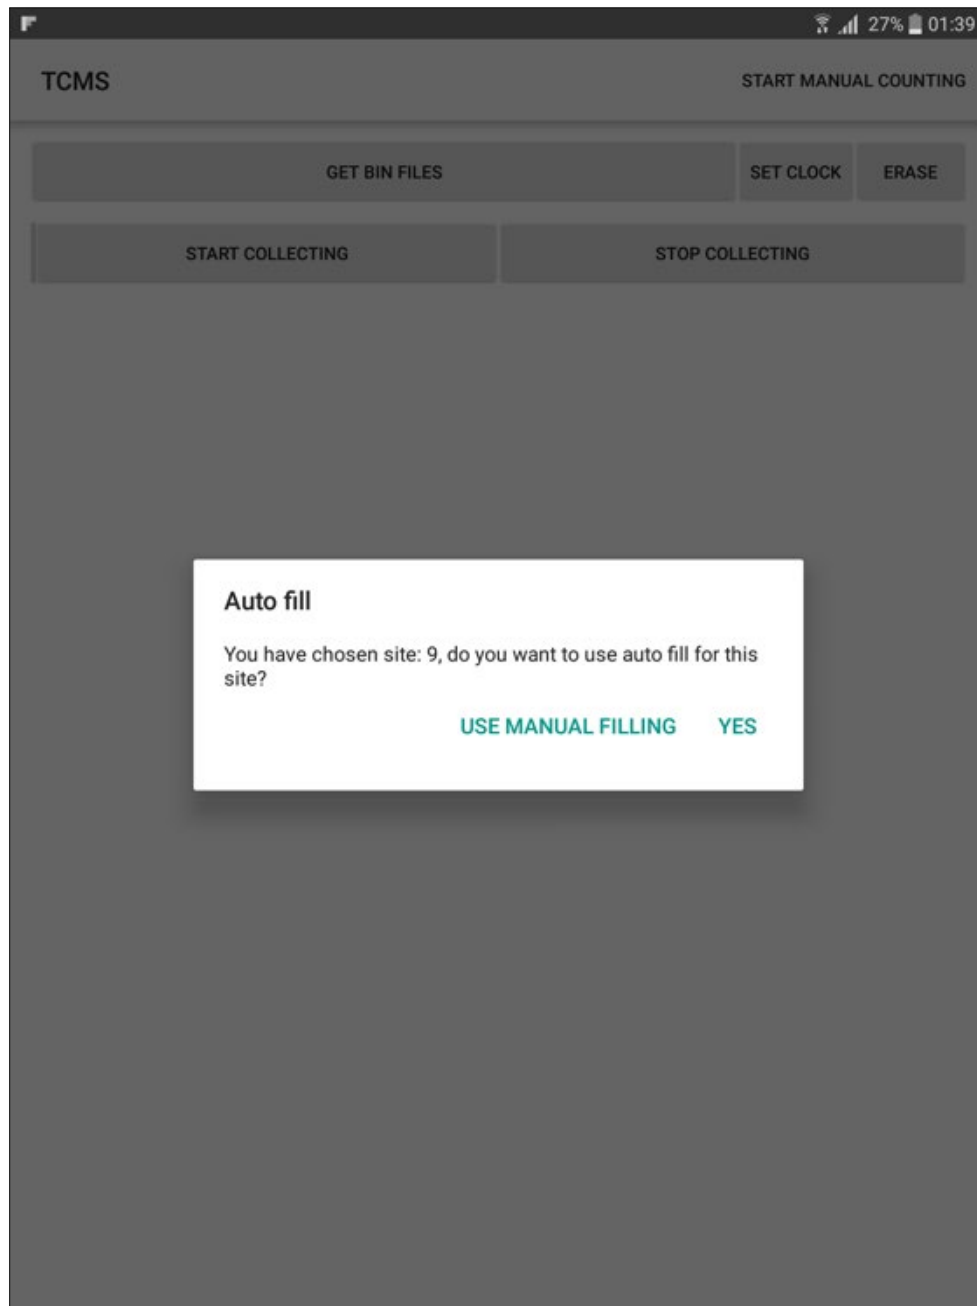 27% 01:39
TCMS START MANUAL COUNTING
GET BIN FILES SET CLOCK ERASE
START COLLECTING STOP COLLECTING
Auto fill
You have chosen site: 9, do you want to use auto fill for this
site?
USE MANUAL FILLING YES